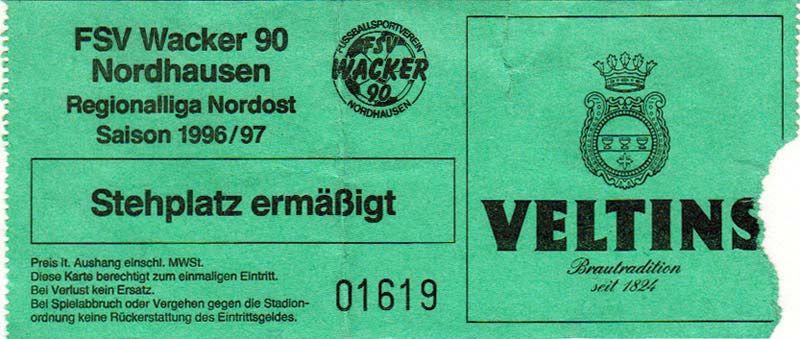 FSV Wacker 90
Nordhausen
Regionalliga Nordost
Saison 1996/97
FUSSBALLSPORTVEREIN
FSV
WACKER
90
NORDHAUSEN
Stehplatz ermäßigt
Preis lt. Aushang einschl. MWSt.
Diese Karte berechtigt zum einmaligen Eintritt.
Bei Verlust kein Ersatz.
Bei Spielabbruch oder Vergehen gegen die Stadion-
ordnung keine Rückerstattung des Eintrittsgeldes.
01619
VELTINS
Brautradition
seit 1824